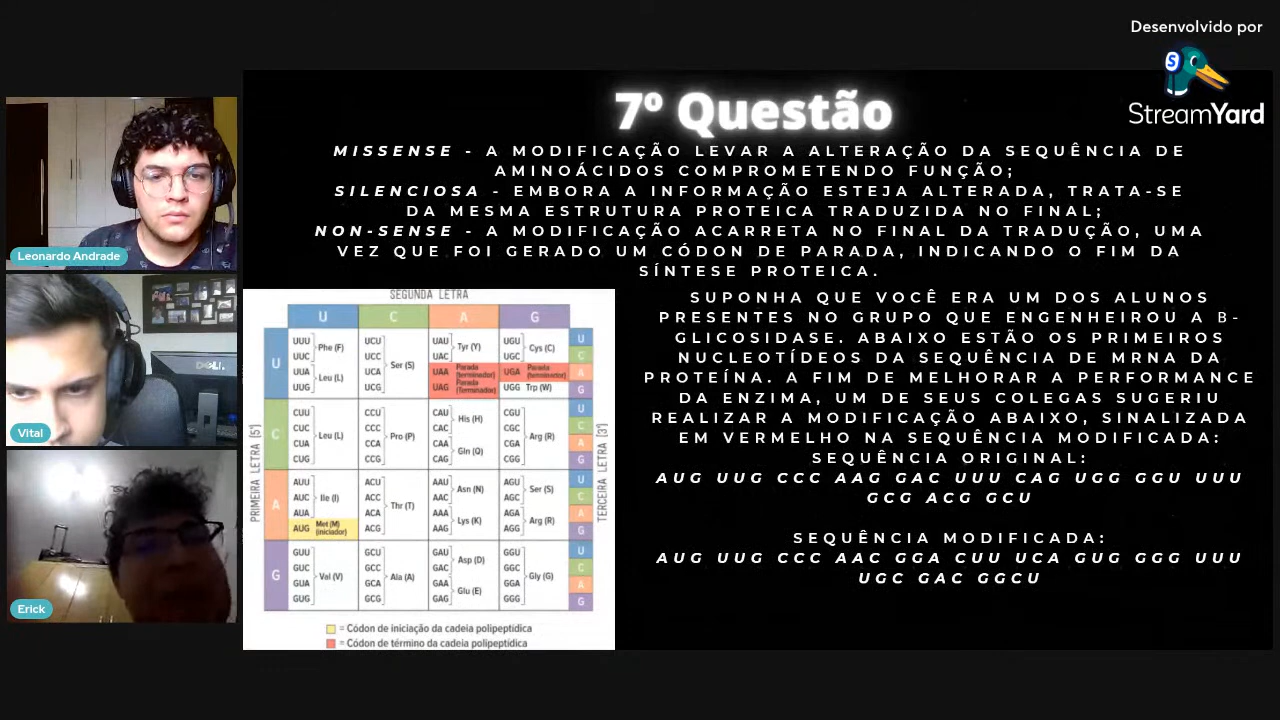 Desenvolvido por
StreamYard
7º Questão
MISSENSE - A MODIFICAÇÃO LEVAR A ALTERAÇÃO DA SEQUÊNCIA DE
AMINOÁCIDOS COMPROMETENDO FUNÇÃO;
SILENCIOSA - EMBORA A INFORMAÇÃO ESTEJA ALTERADA, TRATA-SE
DA MESMA ESTRUTURA PROTEICA TRADUZIDA NO FINAL;
NON-SENSE - A MODIFICAÇÃO ACARRETA NO FINAL DA TRADUÇÃO, UMA
VEZ QUE FOI GERADO UM CÓDON DE PARADA, INDICANDO O FIM DA
SÍNTESE PROTEICA.
Leonardo Andrade
Vital
Erick
SEGUNDA LETRA
U C A G
PRIMEIRA LETRA (5')
TERCEIRA LETRA (3')
U
UUU UUC Phe (F)
UUA UUG Leu (L)
UCU UCC UCA UCG Ser (S)
UAU UAC Tyr (Y)
UAA Parada (terminador)
UAG Parada (Terminador)
UGU UGC Cys (C)
UGA Parada (terminador)
UGG Trp (W)
U C A G
C
CUU CUC CUA CUG Leu (L)
CCU CCC CCA CCG Pro (P)
CAU CAC His (H)
CAA CAG Gln (Q)
CGU CGC CGA CGG Arg (R)
U C A G
A
AUU AUC AUA Ile (I)
AUG Met (M) (iniciador)
ACU ACC ACA ACG Thr (T)
AAU AAC Asn (N)
AAA AAG Lys (K)
AGU AGC Ser (S)
AGA AGG Arg (R)
U C A G
G
GUU GUC GUA GUG Val (V)
GCU GCC GCA GCG Ala (A)
GAU GAC Asp (D)
GAA GAG Glu (E)
GGU GGC GGA GGG Gly (G)
U C A G
= Códon de iniciação da cadeia polipeptídica
= Códon de término da cadeia polipeptídica
SUPONHA QUE VOCÊ ERA UM DOS ALUNOS
PRESENTES NO GRUPO QUE ENGENHEIROU A B-
GLICOSIDASE. ABAIXO ESTÃO OS PRIMEIROS
NUCLEOTÍDEOS DA SEQUÊNCIA DE MRNA DA
PROTEÍNA. A FIM DE MELHORAR A PERFORMANCE
DA ENZIMA, UM DE SEUS COLEGAS SUGERIU
REALIZAR A MODIFICAÇÃO ABAIXO, SINALIZADA
EM VERMELHO NA SEQUÊNCIA MODIFICADA:
SEQUÊNCIA ORIGINAL:
AUG UUG CCC AAG GAC UUU CAG UGG GGU UUU
GCG ACG GCU
SEQUÊNCIA MODIFICADA:
AUG UUG CCC AAC GGA CUU UCA GUG GGG UUU
UGC GAC GGCU